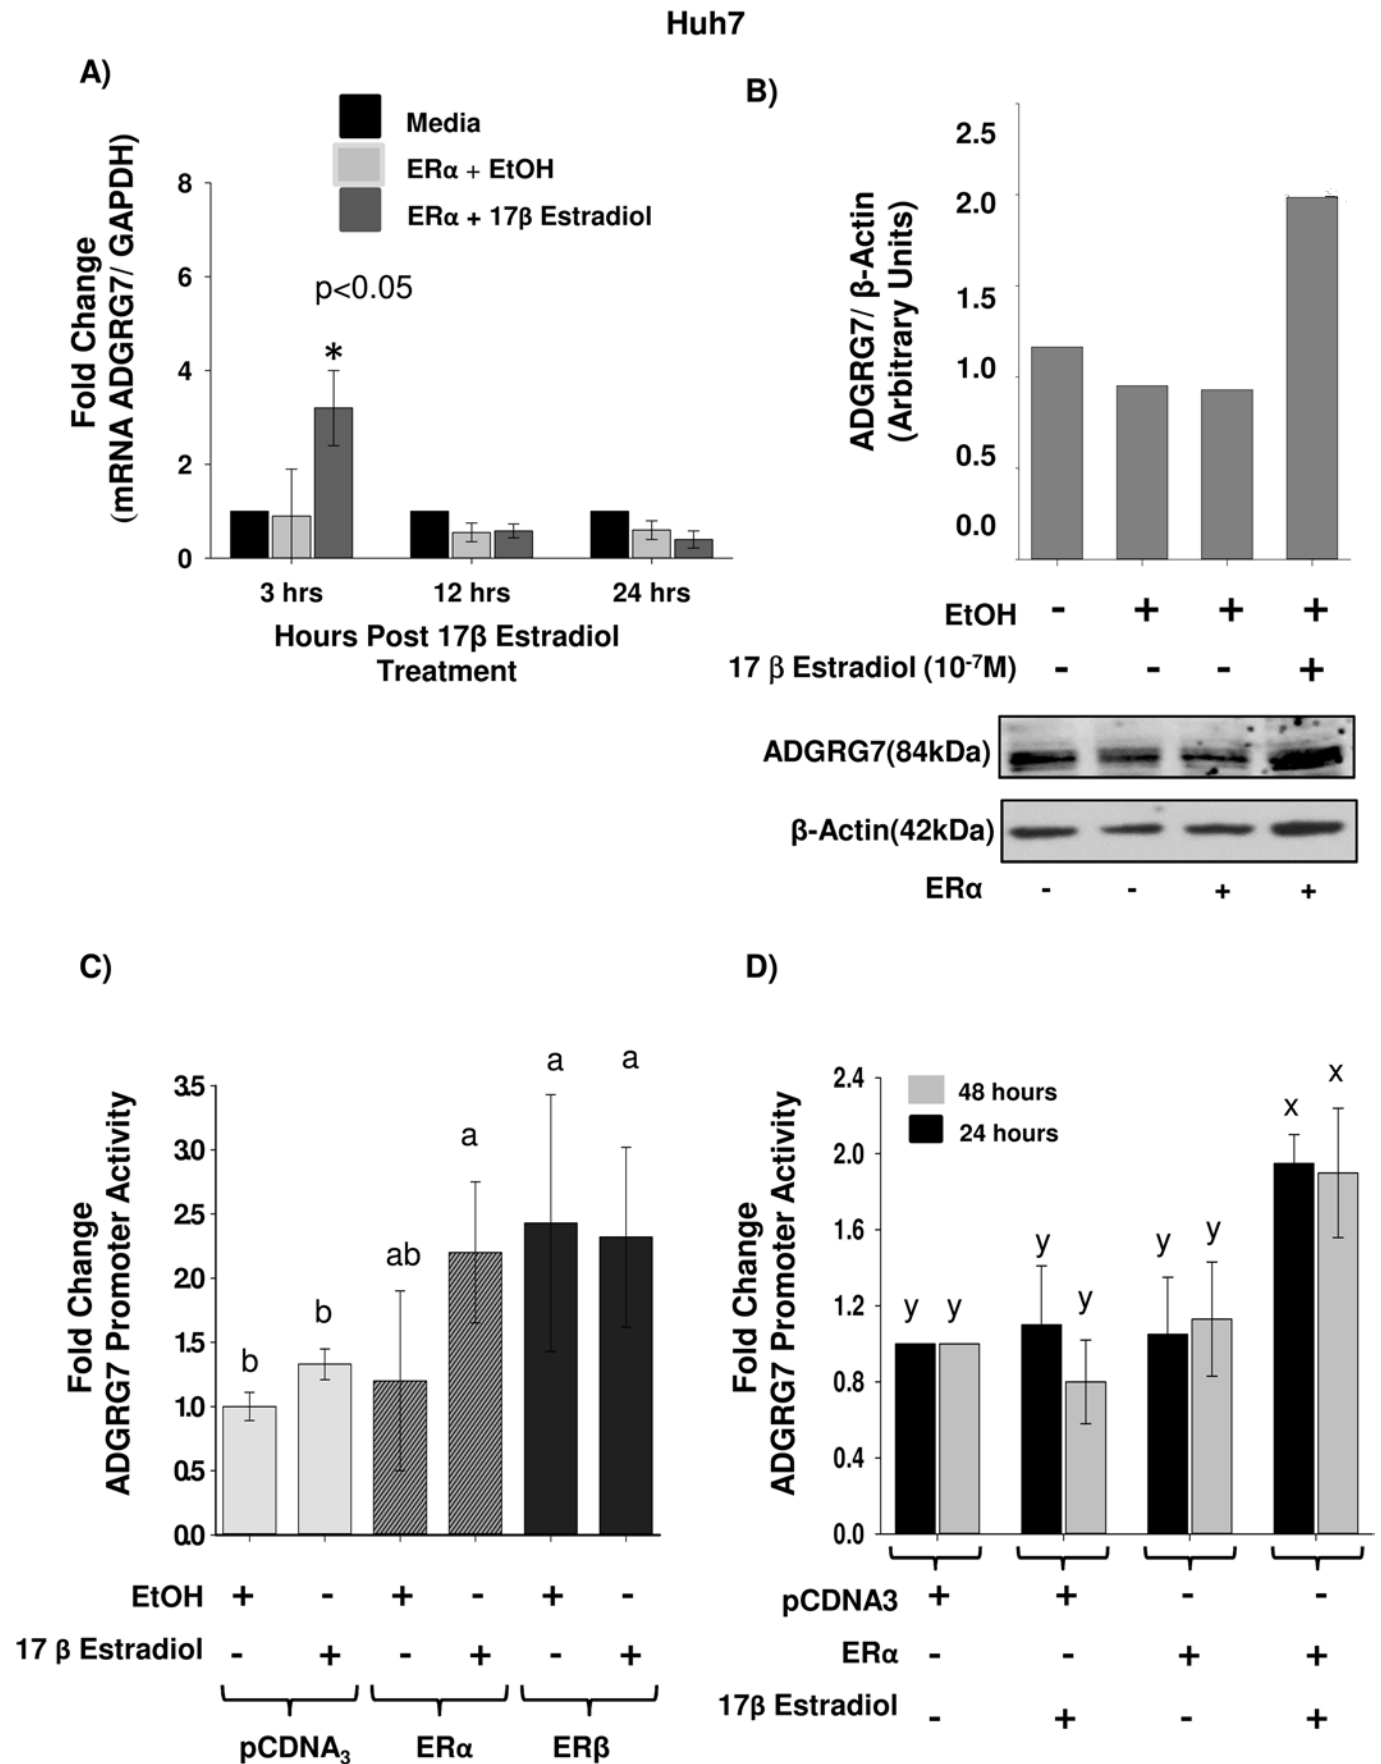 Huh7
A)
Media
ERα + EtOH
ERα + 17β Estradiol
Fold Change
(mRNA ADGRG7/ GAPDH)
8
6
4
2
0
p<0.05
*
3 hrs 12 hrs 24 hrs
Hours Post 17β Estradiol
Treatment
B)
ADGRG7/ β-Actin
(Arbitrary Units)
2.5
2.0
1.5
1.0
0.5
0.0
EtOH - + + +
17 β Estradiol (10-7M) - - - +
ADGRG7(84kDa)
β-Actin(42kDa)
ERα - - + +
C)
Fold Change
ADGRG7 Promoter Activity
3.5
3.0
2.5
2.0
1.5
1.0
0.5
0.0
b b ab a a a
EtOH + - + - + -
17 β Estradiol - + - + - +
pCDNA3 ERα ERβ
D)
48 hours
24 hours
Fold Change
ADGRG7 Promoter Activity
2.4
2.0
1.6
1.2
0.8
0.4
0.0
y y y y y y x x
pCDNA3 + + - -
ERα - - + +
17β Estradiol - + - +